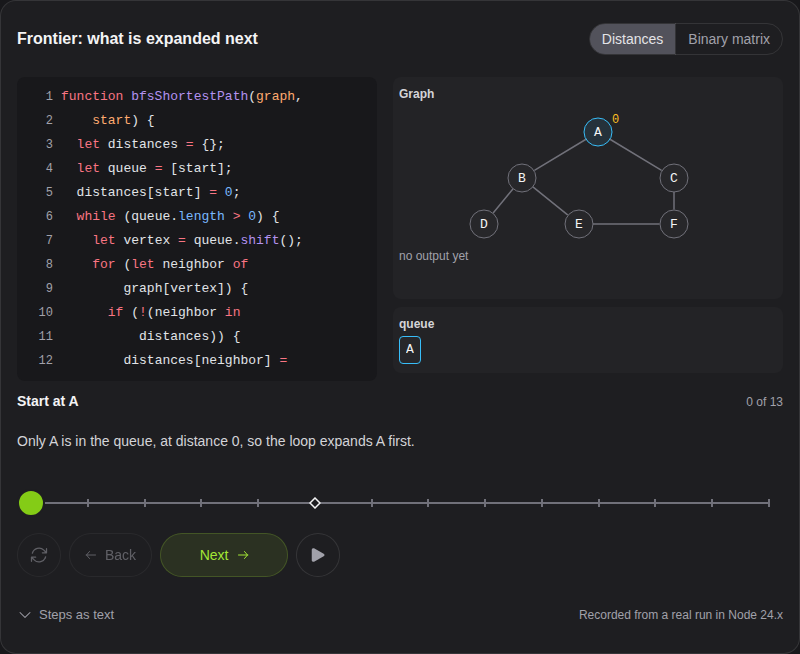 Frontier: what is expanded next
Distances
Binary matrix
1 function bfsShortestPath(graph,
2 start) {
3 let distances = {};
4 let queue = [start];
5 distances[start] = 0;
6 while (queue.length > 0) {
7 let vertex = queue.shift();
8 for (let neighbor of
9 graph[vertex]) {
10 if (!(neighbor in
11 distances)) {
12 distances[neighbor] =
Graph
0
A
B
C
D
E
F
no output yet
queue
A
Start at A
0 of 13
Only A is in the queue, at distance 0, so the loop expands A first.
Back
Next
Steps as text
Recorded from a real run in Node 24.x